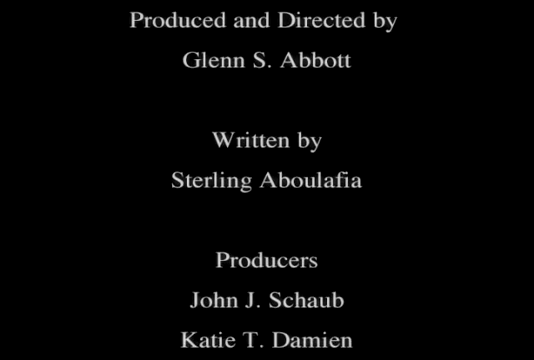 Produced and Directed by
Glenn S. Abbott
Written by
Sterling Aboulafia
Producers
John J. Schaub
Katie T. Damien